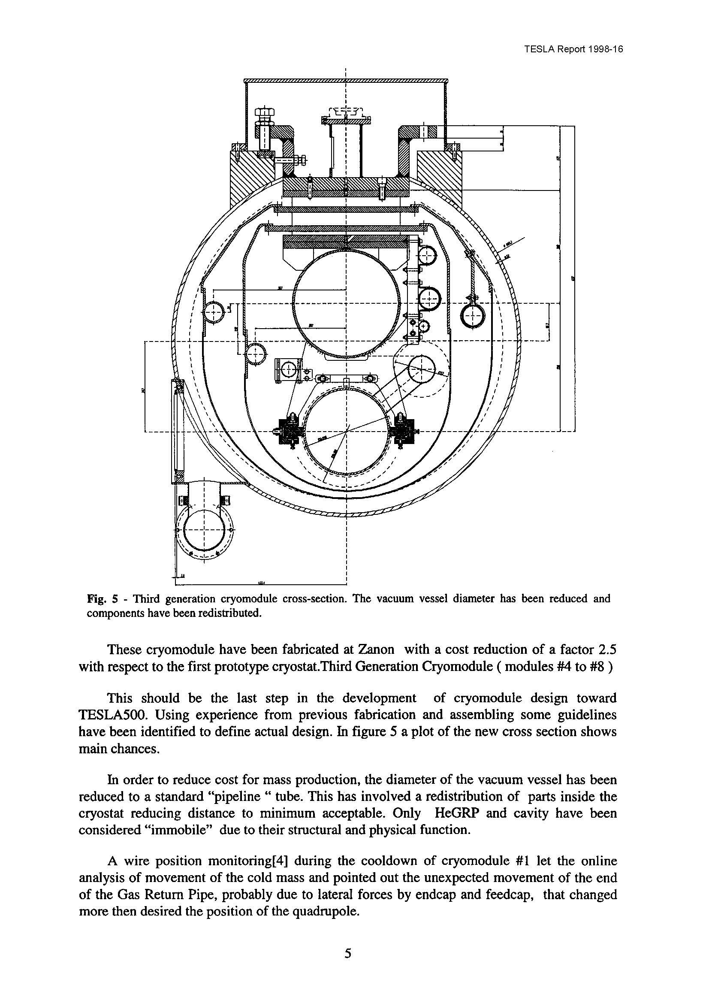 TESLA Report 1998-16
Fig. 5 - Third generation cryomodule cross-section. The vacuum vessel diameter has been reduced and
components have been redistributed.
These cryomodule have been fabricated at Zanon with a cost reduction of a factor 2.5
with respect to the first prototype cryostat.Third Generation Cryomodule ( modules #4 to #8 )
This should be the last step in the development of cryomodule design toward
TESLA500. Using experience from previous fabrication and assembling some guidelines
have been identified to define actual design. In figure 5 a plot of the new cross section shows
main chances.
In order to reduce cost for mass production, the diameter of the vacuum vessel has been
reduced to a standard “pipeline “ tube. This has involved a redistribution of parts inside the
cryostat reducing distance to minimum acceptable. Only HeGRP and cavity have been
considered “immobile” due to their structural and physical function.
A wire position monitoring[4] during the cooldown of cryomodule #1 let the online
analysis of movement of the cold mass and pointed out the unexpected movement of the end
of the Gas Return Pipe, probably due to lateral forces by endcap and feedcap, that changed
more then desired the position of the quadrupole.
5